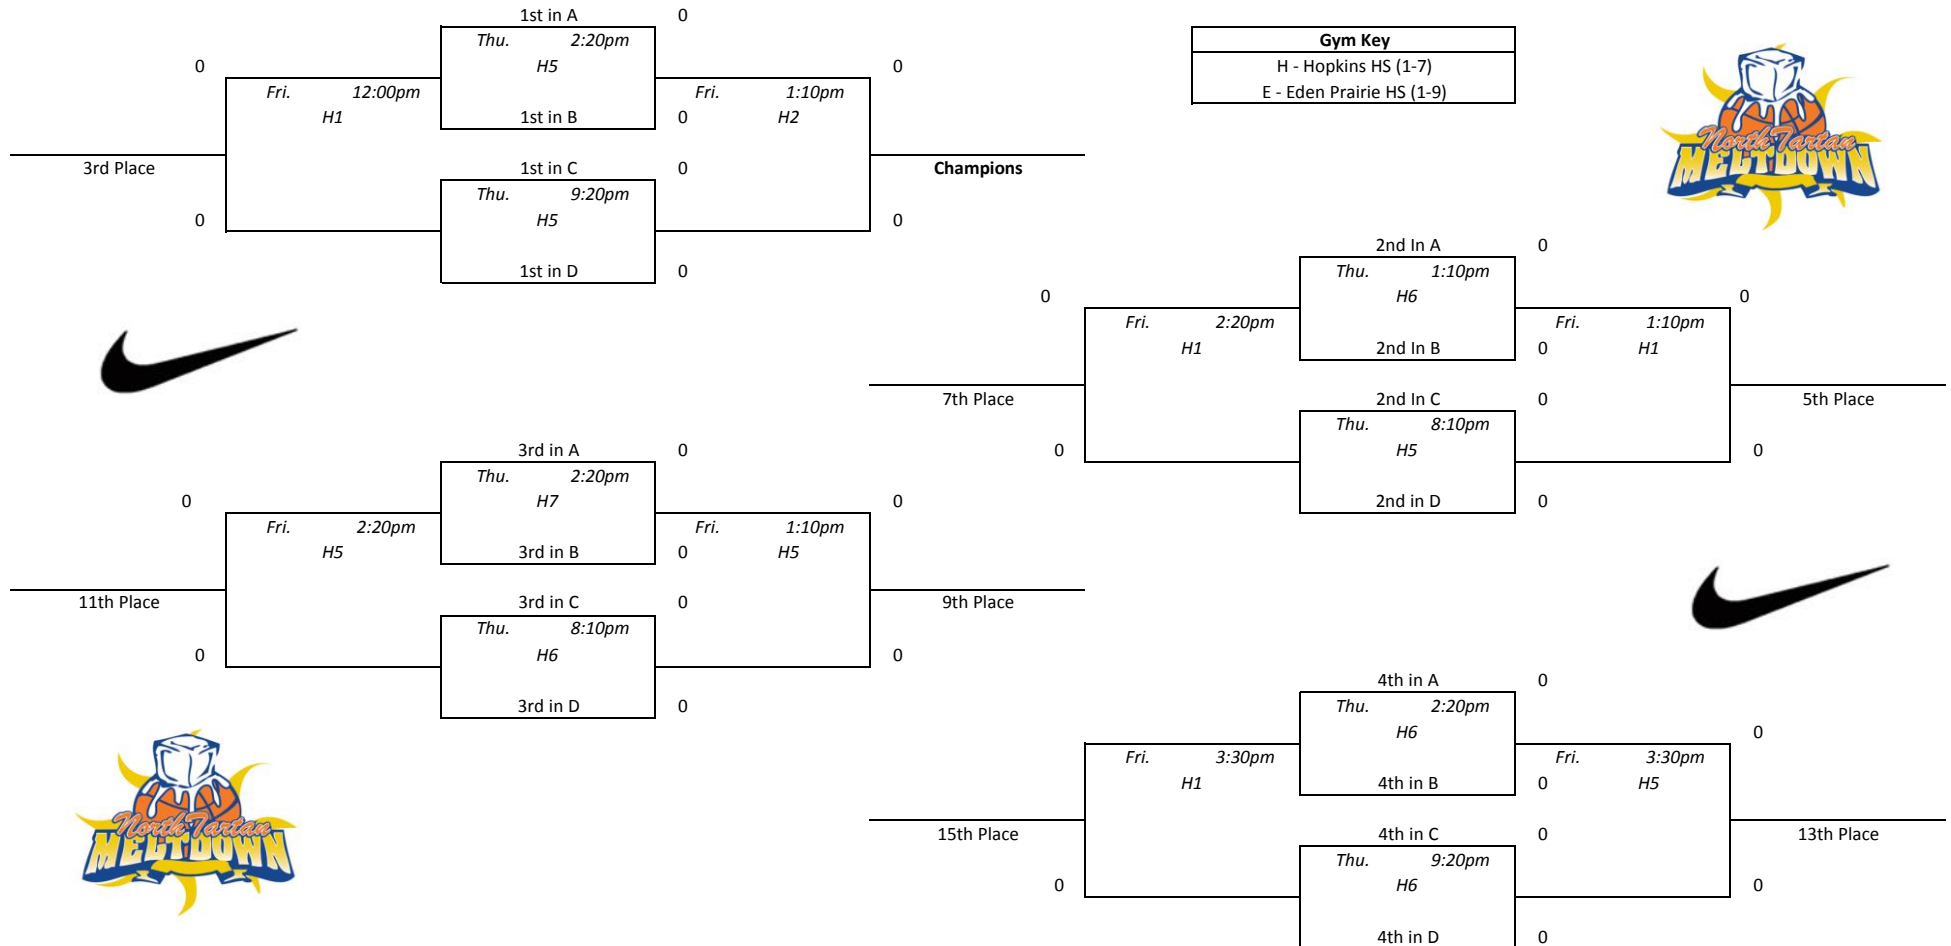 1st in A 0
Thu. 2:20pm
Gym Key
0 H5 0
H - Hopkins HS (1-7)
Fri. 12:00pm Fri. 1:10pm
E - Eden Prairie HS (1-9)
H1 1st in B 0 H2
3rd Place 1st in C 0 Champions
North Tartan
MELTDOWN
Thu. 9:20pm
0 H5 0
2nd In A 0
1st in D 0
Thu. 1:10pm
0 H6 0
Fri. 2:20pm Fri. 1:10pm
H1 2nd In B 0 H1
7th Place 2nd In C 0 5th Place
Thu. 8:10pm
3rd in A 0
0 H5 0
Thu. 2:20pm
0 H7 0
2nd in D 0
Fri. 2:20pm Fri. 1:10pm
H5 3rd in B 0 H5
11th Place 3rd in C 0 9th Place
Thu. 8:10pm
0 H6 0
4th in A 0
3rd in D 0
Thu. 2:20pm
H6 0
Fri. 3:30pm Fri. 3:30pm
H1 4th in B 0 H5
North Tartan
MELTDOWN
15th Place 4th in C 0 13th Place
Thu. 9:20pm
0 H6 0
4th in D 0